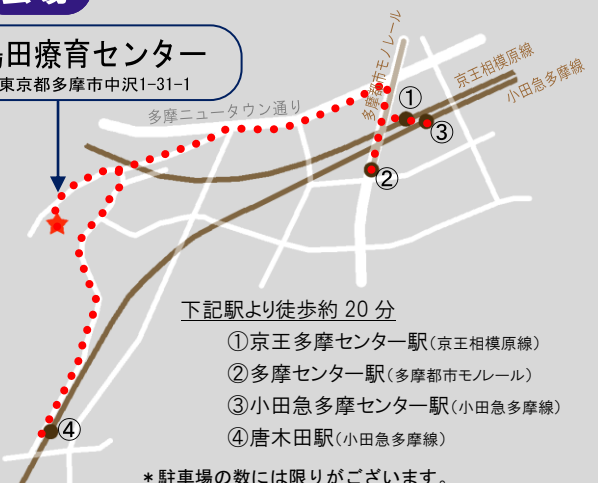 島田療育センター
東京都多摩市中沢1-31-1
多摩ニュータウン通り
多摩都市モノレール
京王相模原線
小田急多摩線
①
③
②
④
下記駅より徒歩約 20 分
①京王多摩センター駅(京王相模原線)
②多摩センター駅(多摩都市モノレール)
③小田急多摩センター駅(小田急多摩線)
④唐木田駅(小田急多摩線)
*駐車場の数には限りがございます。